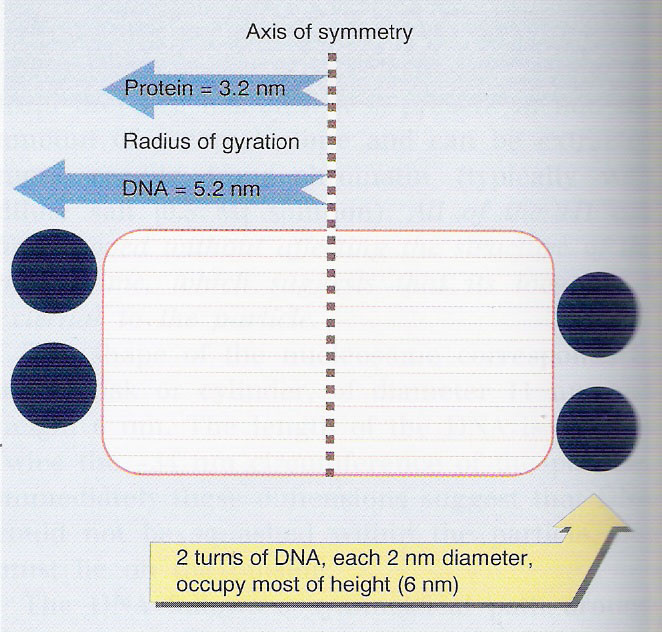 Axis of symmetry
Protein = 3.2 nm
Radius of gyration
DNA = 5.2 nm
2 turns of DNA, each 2 nm diameter,
occupy most of height (6 nm)